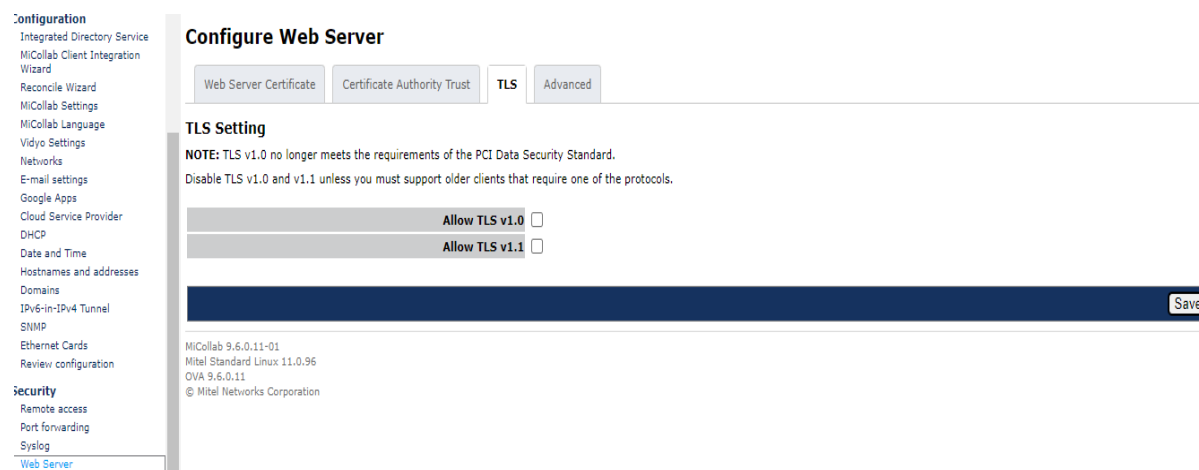 Configuration
Integrated Directory Service
MiCollab Client Integration
Wizard
Reconcile Wizard
MiCollab Settings
MiCollab Language
Vidyo Settings
Networks
E-mail settings
Google Apps
Cloud Service Provider
DHCP
Date and Time
Hostnames and addresses
Domains
IPv6-in-IPv4 Tunnel
SNMP
Ethernet Cards
Review configuration
Security
Remote access
Port forwarding
Syslog
Web Server
Configure Web Server
Web Server Certificate Certificate Authority Trust TLS Advanced
TLS Setting
NOTE: TLS v1.0 no longer meets the requirements of the PCI Data Security Standard.
Disable TLS v1.0 and v1.1 unless you must support older clients that require one of the protocols.
Allow TLS v1.0
Allow TLS v1.1
Save
MiCollab 9.6.0.11-01
Mitel Standard Linux 11.0.96
OVA 9.6.0.11
© Mitel Networks Corporation